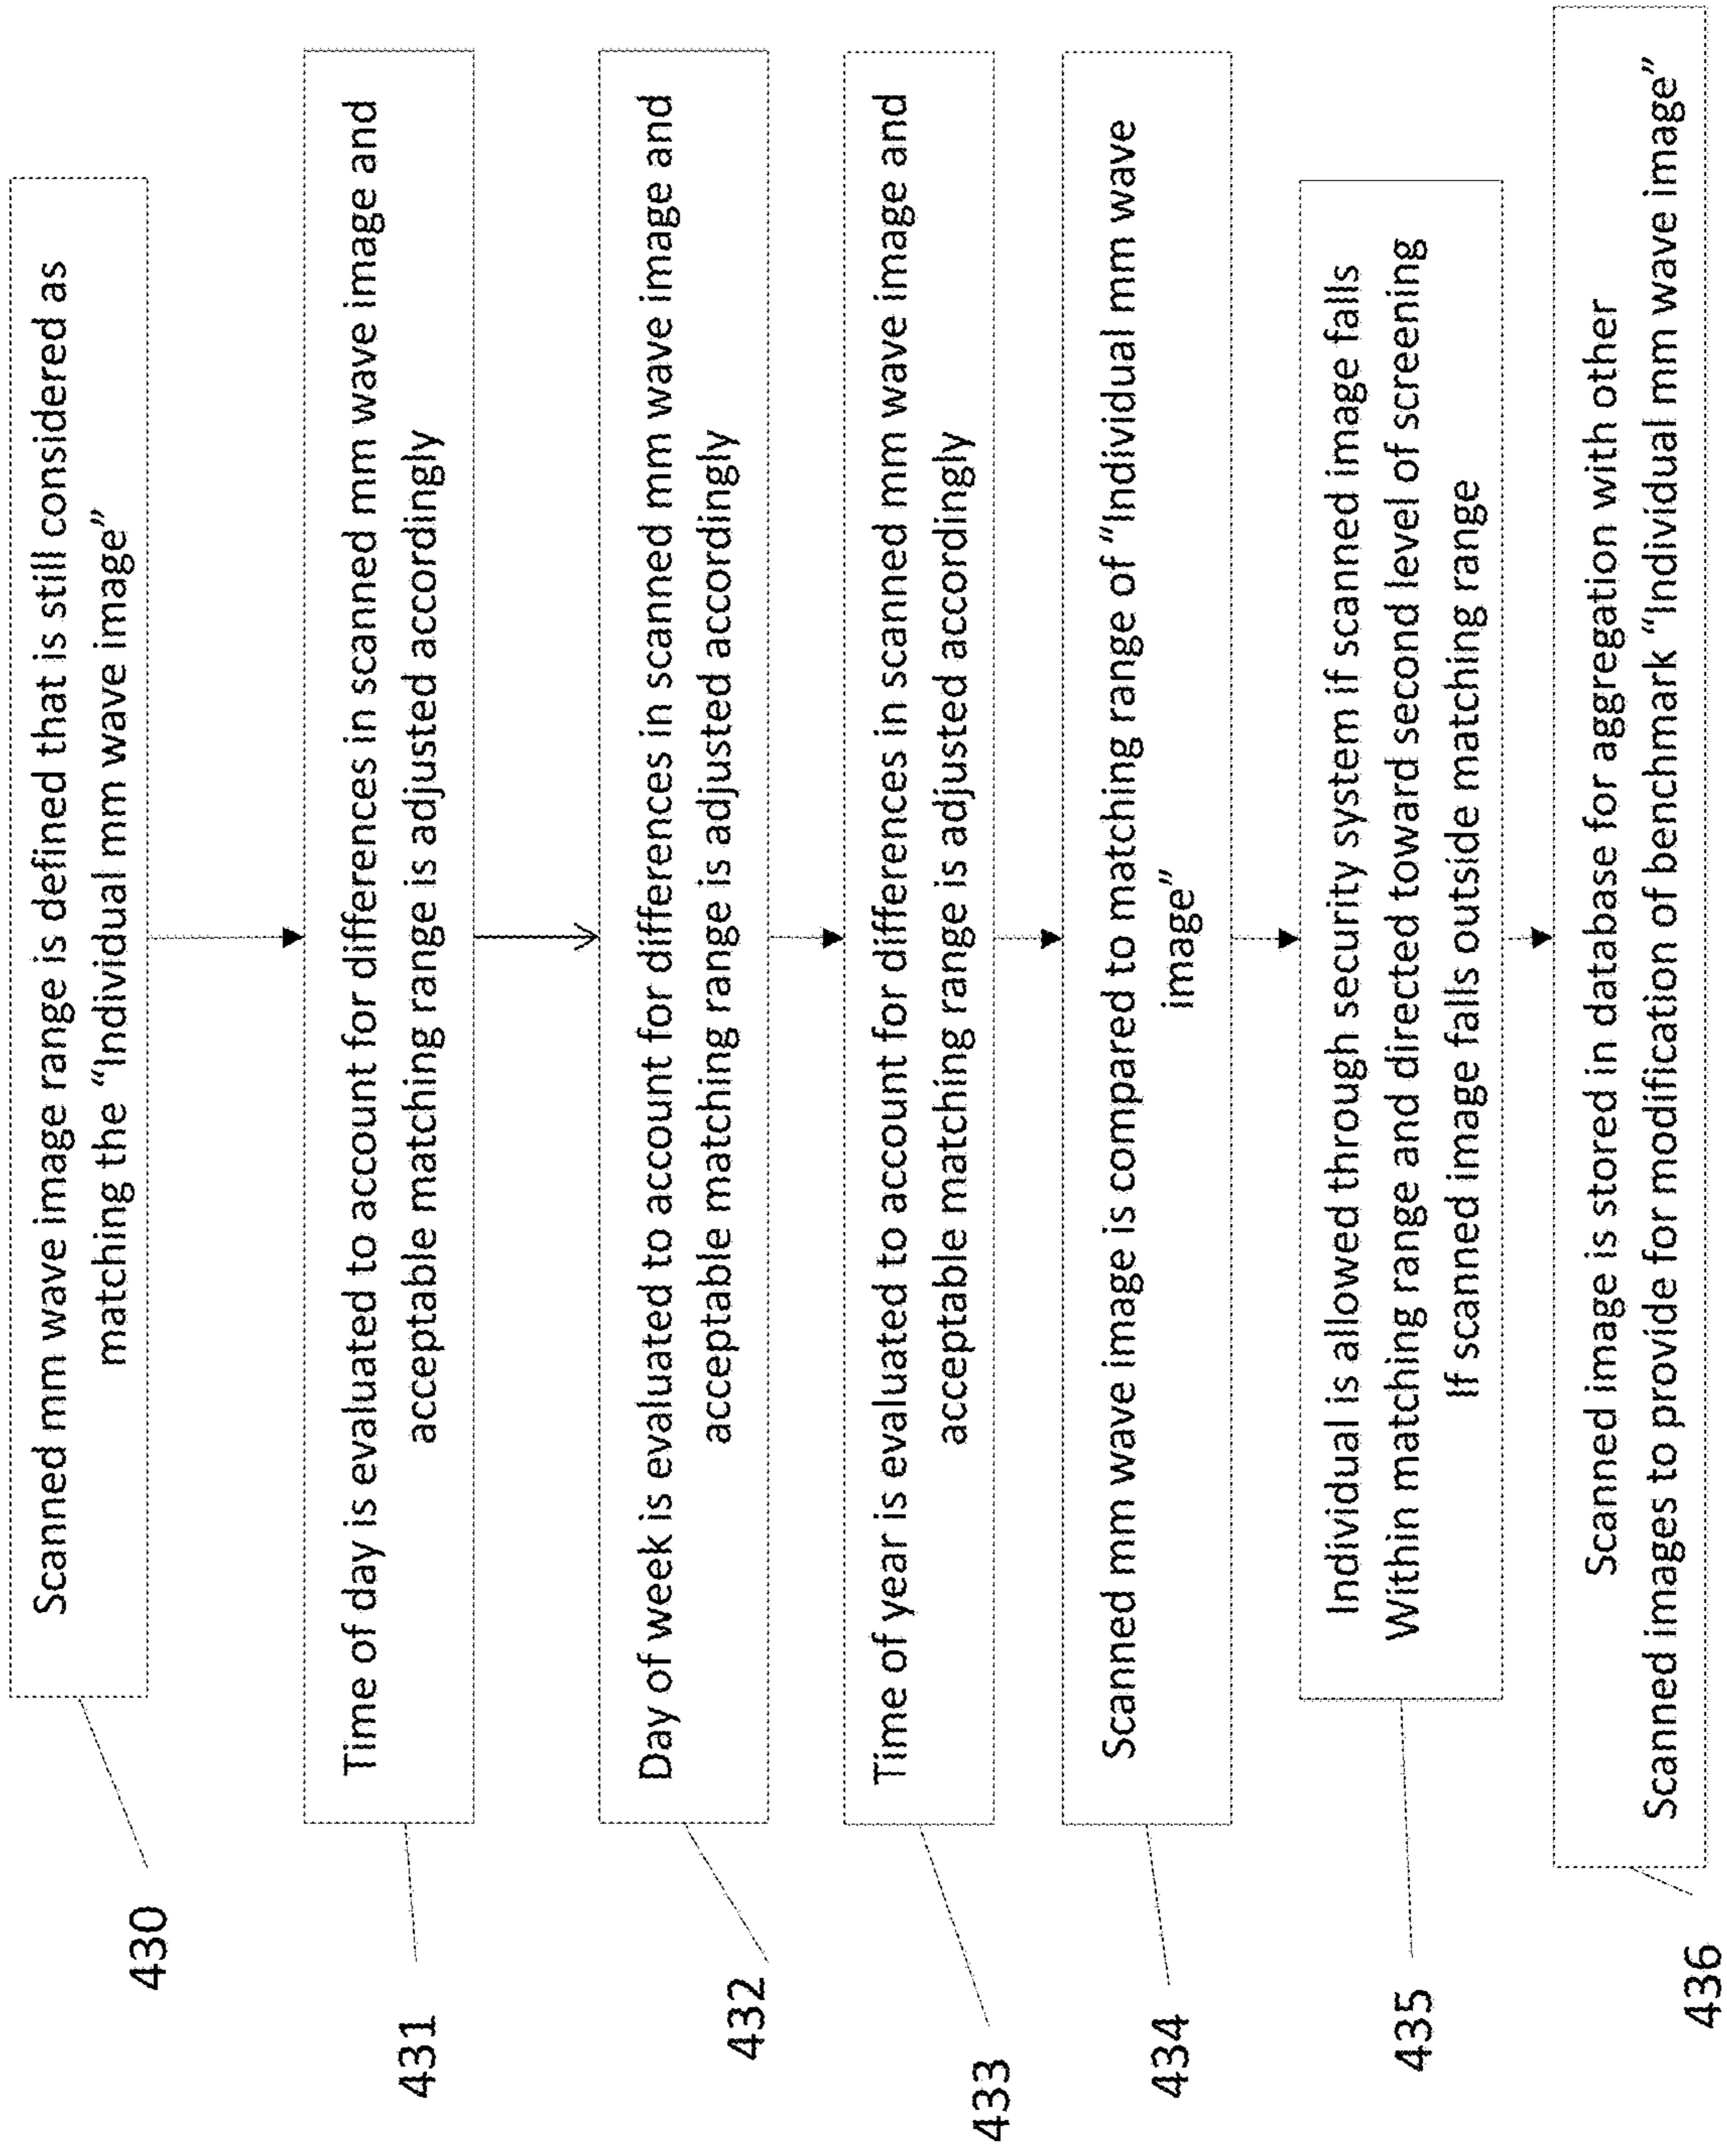 Scanned mm wave image range is defined that is still considered as
matching the “Individual mm wave image”
430
Time of day is evaluated to account for differences in scanned mm wave image and
acceptable matching range is adjusted accordingly
431
Day of week is evaluated to account for differences in scanned mm wave image and
acceptable matching range is adjusted accordingly
432
Time of year is evaluated to account for differences in scanned mm wave image and
acceptable matching range is adjusted accordingly
433
Scanned mm wave image is compared to matching range of “Individual mm wave
image”
434
Individual is allowed through security system if scanned image falls
Within matching range and directed toward second level of screening
If scanned image falls outside matching range
435
Scanned image is stored in database for aggregation with other
Scanned images to provide for modification of benchmark “Individual mm wave image”
436